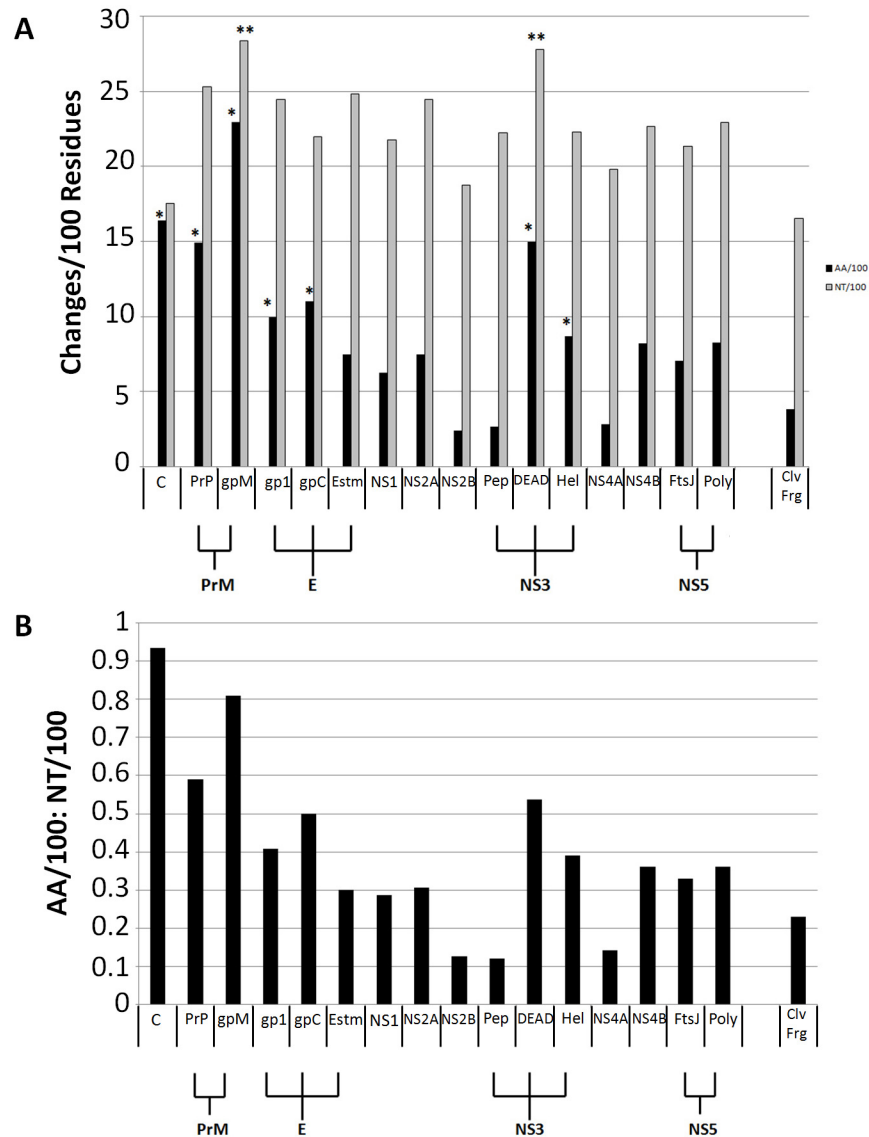 A
Changes/100 Residues
30
25
20
15
10
5
0
* * ** * * * * ** *
AA/100
NT/100
C PrP gpM gp1 gpC Estm NS1 NS2A NS2B Pep DEAD Hel NS4A NS4B FtsJ Poly Clv
Frg
PrM E NS3 NS5
B
AA/100: NT/100
1
0.9
0.8
0.7
0.6
0.5
0.4
0.3
0.2
0.1
0
C PrP gpM gp1 gpC Estm NS1 NS2A NS2B Pep DEAD Hel NS4A NS4B FtsJ Poly Clv
Frg
PrM E NS3 NS5